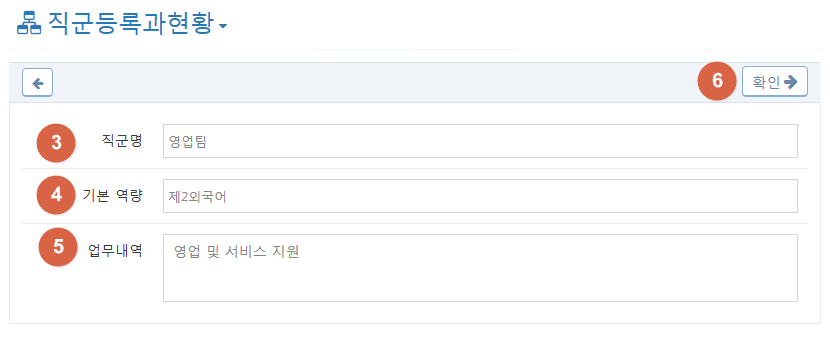 직군등록과현황
6 확인
3 직군명 영업팀
4 기본 역량 제2외국어
5 업무내역 영업 및 서비스 지원